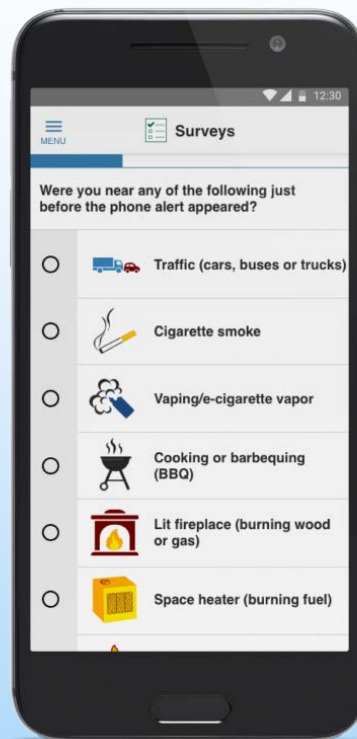 12:30
MENU
Surveys
Were you near any of the following just
before the phone alert appeared?
Traffic (cars, buses or trucks)
Cigarette smoke
Vaping/e-cigarette vapor
Cooking or barbequing
(BBQ)
Lit fireplace (burning wood
or gas)
Space heater (burning fuel)